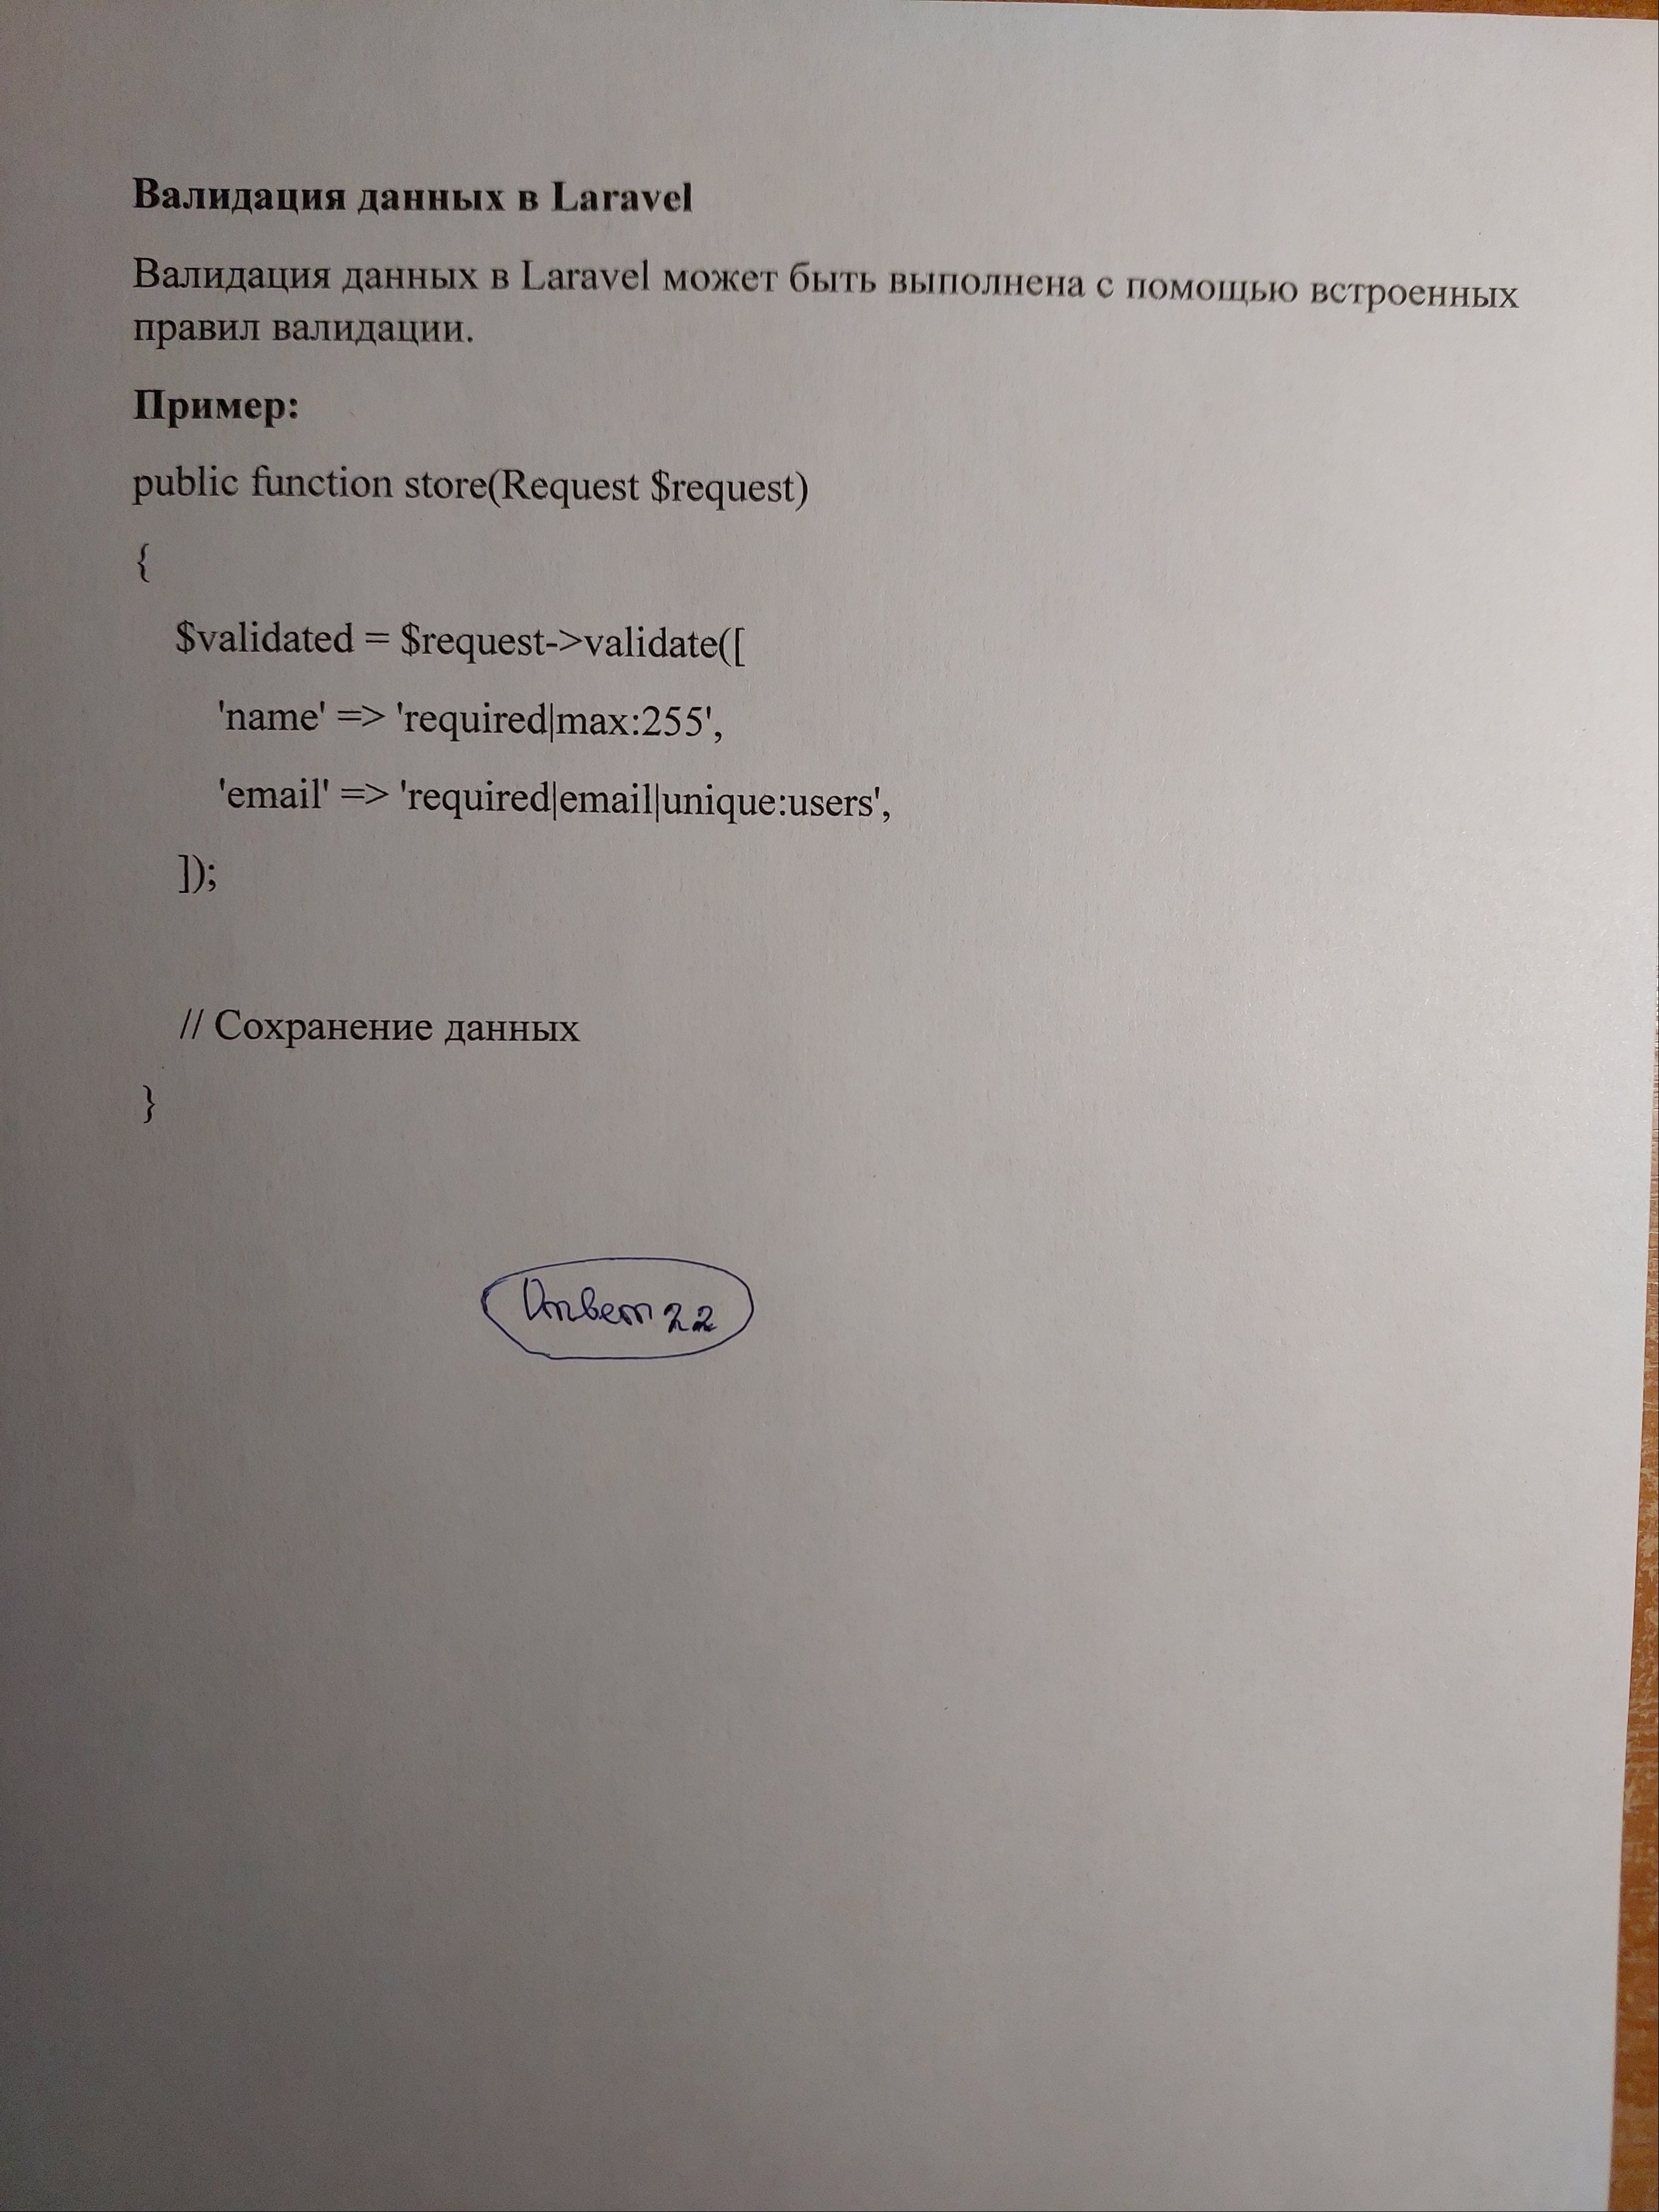 Валидация данных в Laravel
Валидация данных в Laravel может быть выполнена с помощью встроенных
правил валидации.
Пример:
public function store(Request $request)
{
$validated = $request->validate([
'name' => 'required|max:255',
'email' => 'required|email|unique:users',
]);
// Сохранение данных
}
Ответ 22